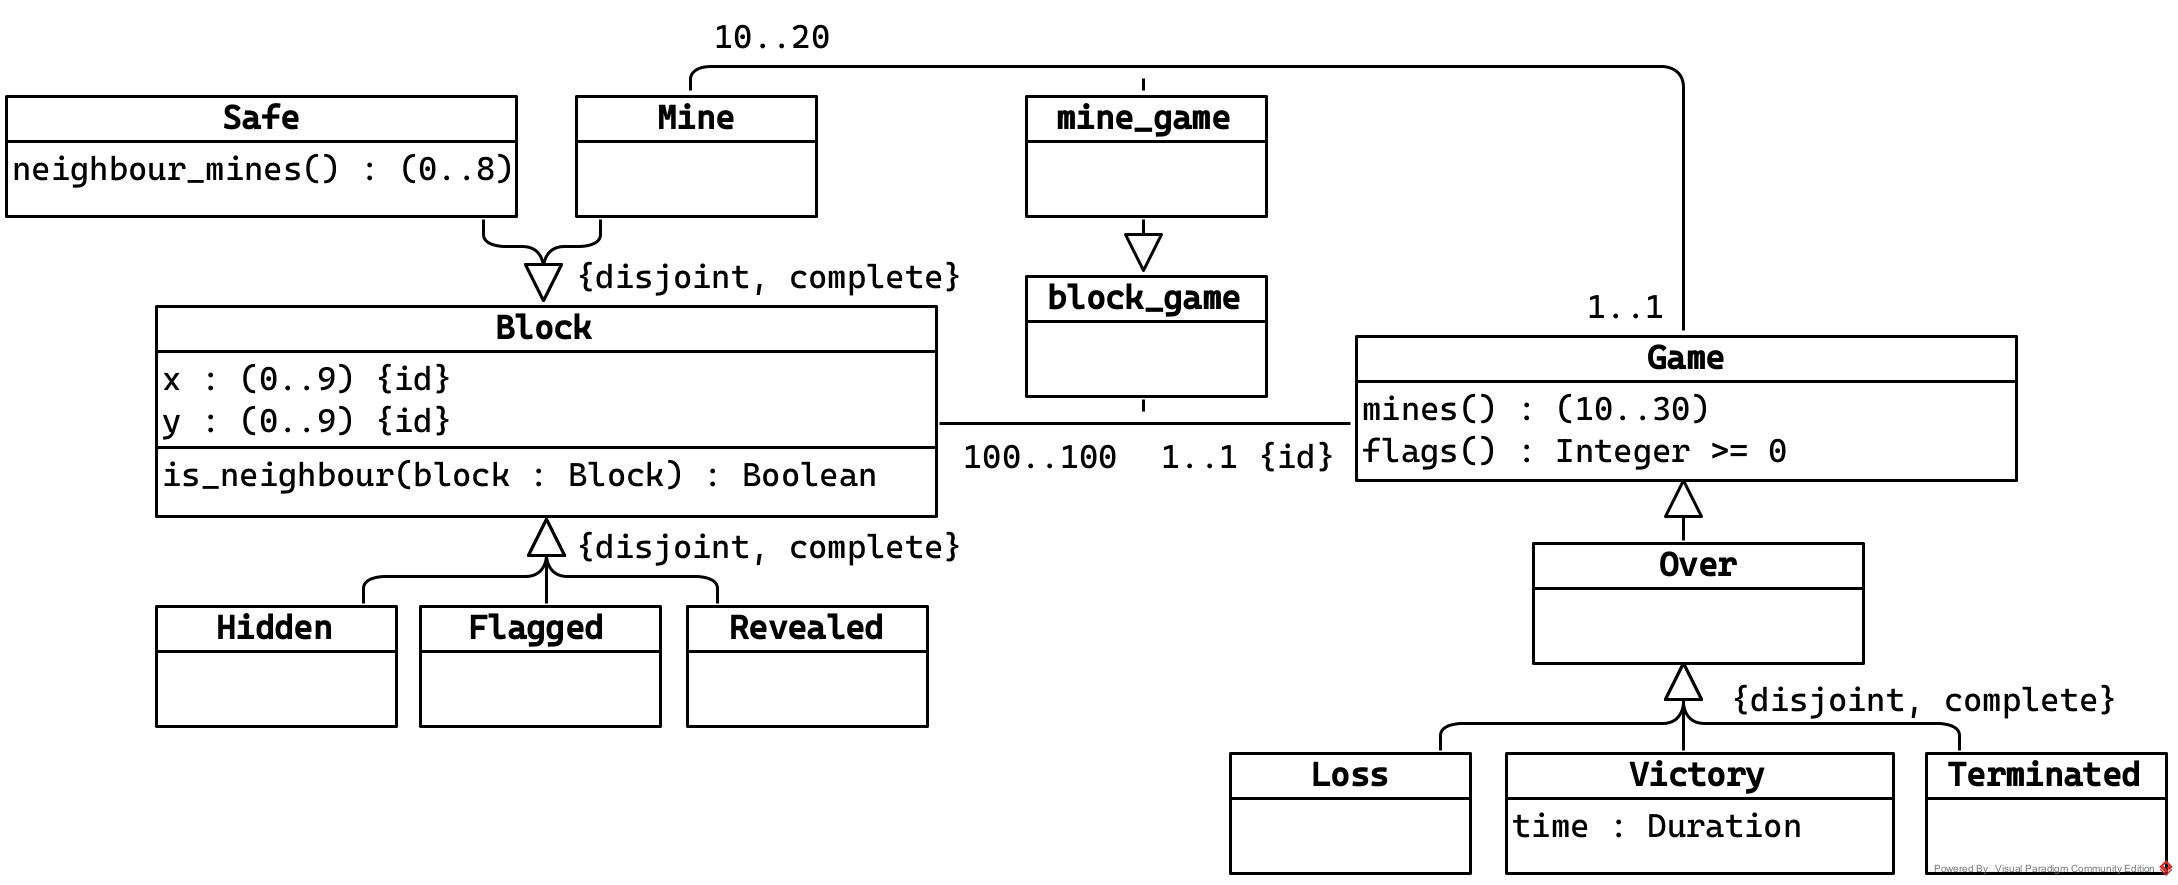 10..20
Safe
neighbour_mines() : (0..8)
Mine
mine_game
{disjoint, complete}
block_game
Block
x : (0..9) {id}
y : (0..9) {id}
is_neighbour(block : Block) : Boolean
100..100
1..1 {id}
1..1
Game
mines() : (10..30)
flags() : Integer >= 0
{disjoint, complete}
Hidden
Flagged
Revealed
Over
{disjoint, complete}
Loss
Victory
time : Duration
Terminated
Powered By Visual Paradigm Community Edition